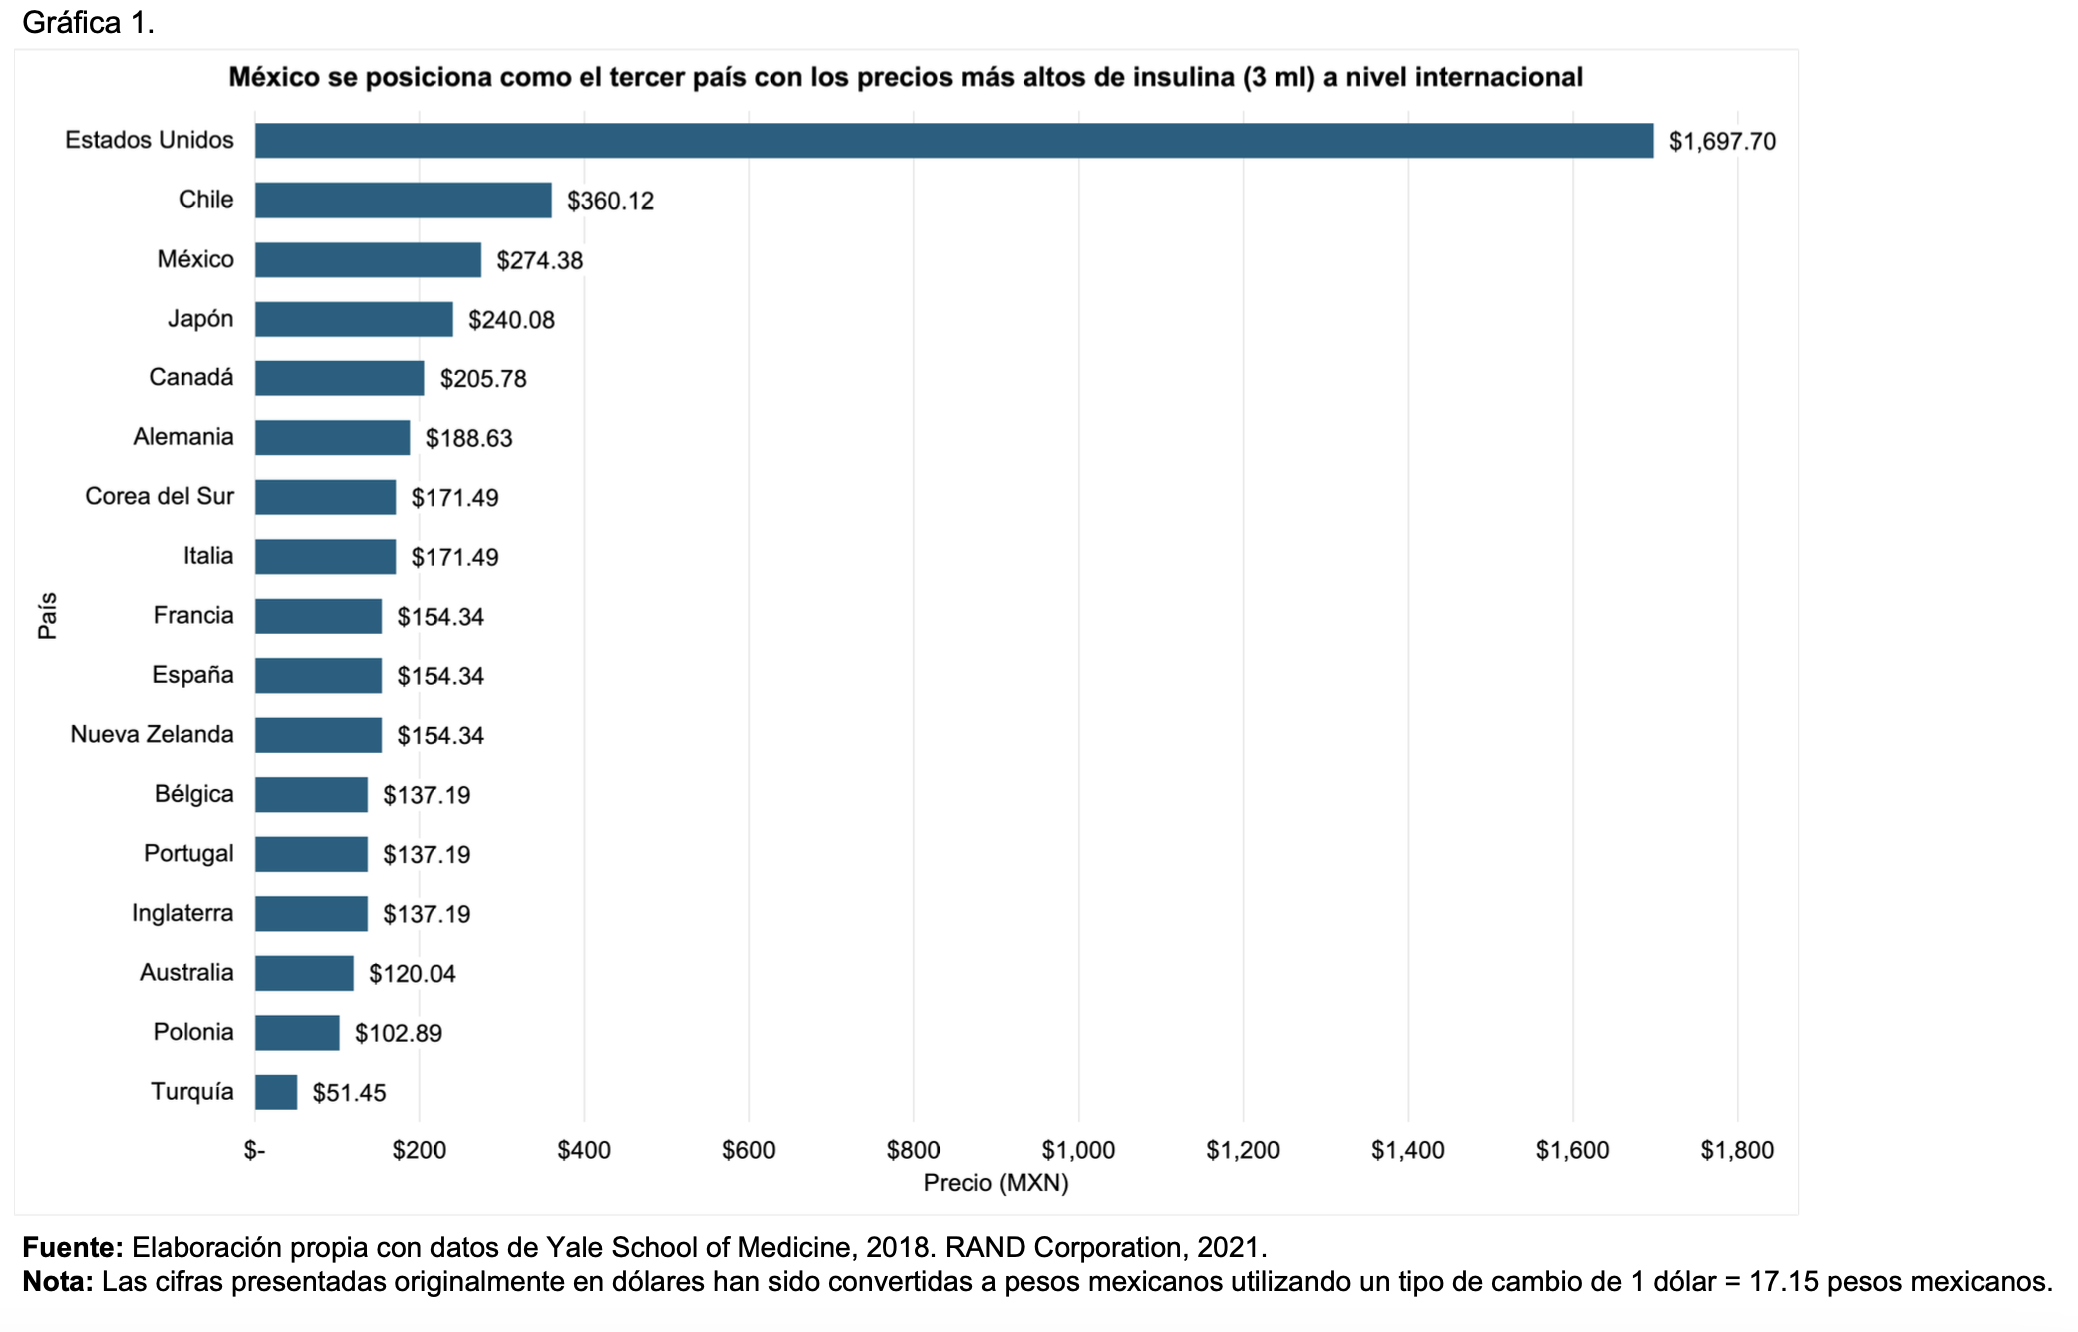 Gráfica 1.
México se posiciona como el tercer país con los precios más altos de insulina (3 ml) a nivel internacional
Estados Unidos $1,697.70
Chile $360.12
México $274.38
Japón $240.08
Canadá $205.78
Alemania $188.63
Corea del Sur $171.49
Italia $171.49
Francia $154.34
País
España $154.34
Nueva Zelanda $154.34
Bélgica $137.19
Portugal $137.19
Inglaterra $137.19
Australia $120.04
Polonia $102.89
Turquía $51.45
$- $200 $400 $600 $800 $1,000 $1,200 $1,400 $1,600 $1,800
Precio (MXN)
Fuente: Elaboración propia con datos de Yale School of Medicine, 2018. RAND Corporation, 2021.
Nota: Las cifras presentadas originalmente en dólares han sido convertidas a pesos mexicanos utilizando un tipo de cambio de 1 dólar = 17.15 pesos mexicanos.